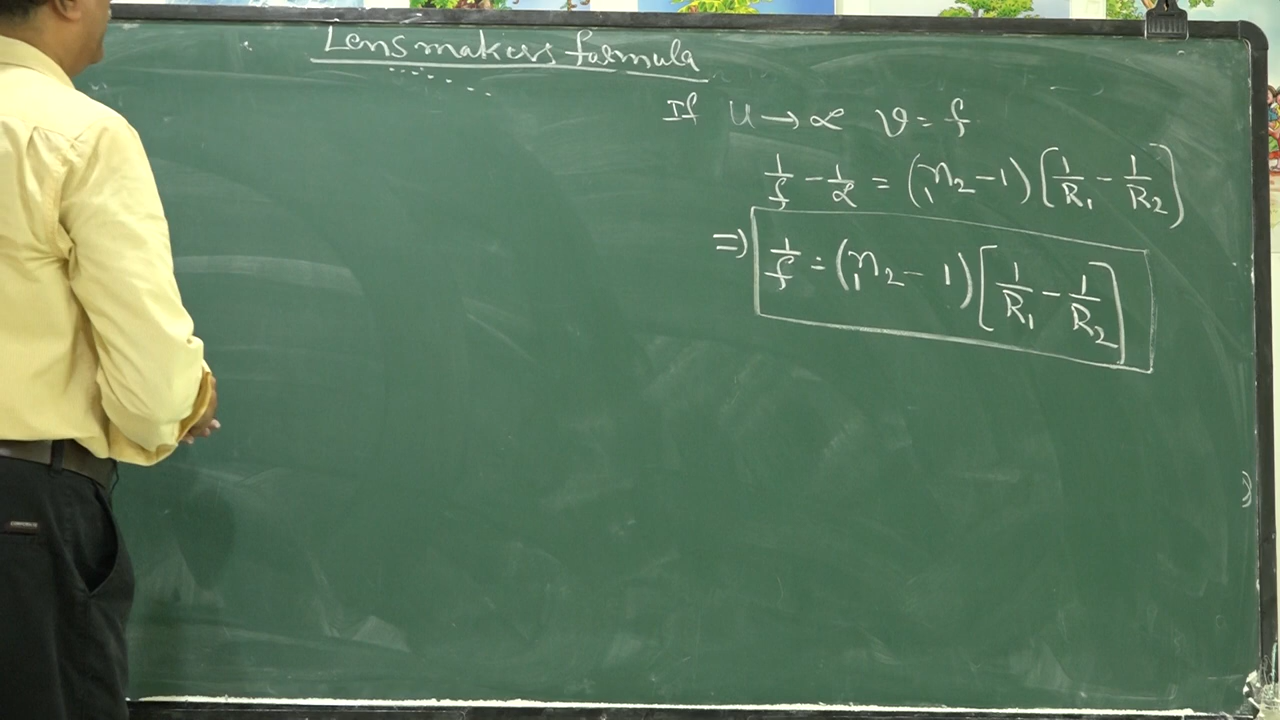 Lens makers formula
If u → ∝ v = f
1/f − 1/∝ = (₁n₂ − 1) [1/R₁ − 1/R₂]
⇒ 1/f = (₁n₂ − 1) [1/R₁ − 1/R₂]